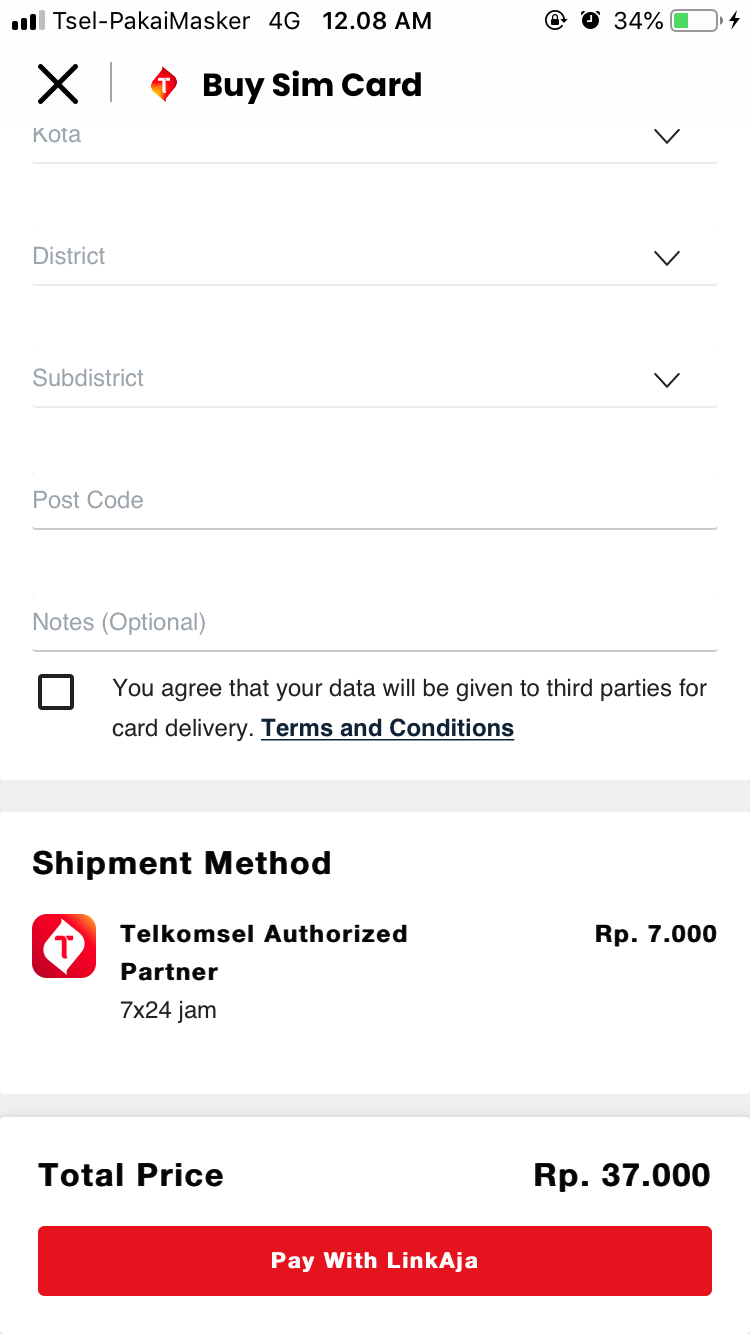 Tsel-PakaiMasker 4G 12.08 AM 34%
Buy Sim Card
Kota
District
Subdistrict
Post Code
Notes (Optional)
You agree that your data will be given to third parties for
card delivery. Terms and Conditions
Shipment Method
Telkomsel Authorized Rp. 7.000
Partner
7x24 jam
Total Price Rp. 37.000
Pay With LinkAja